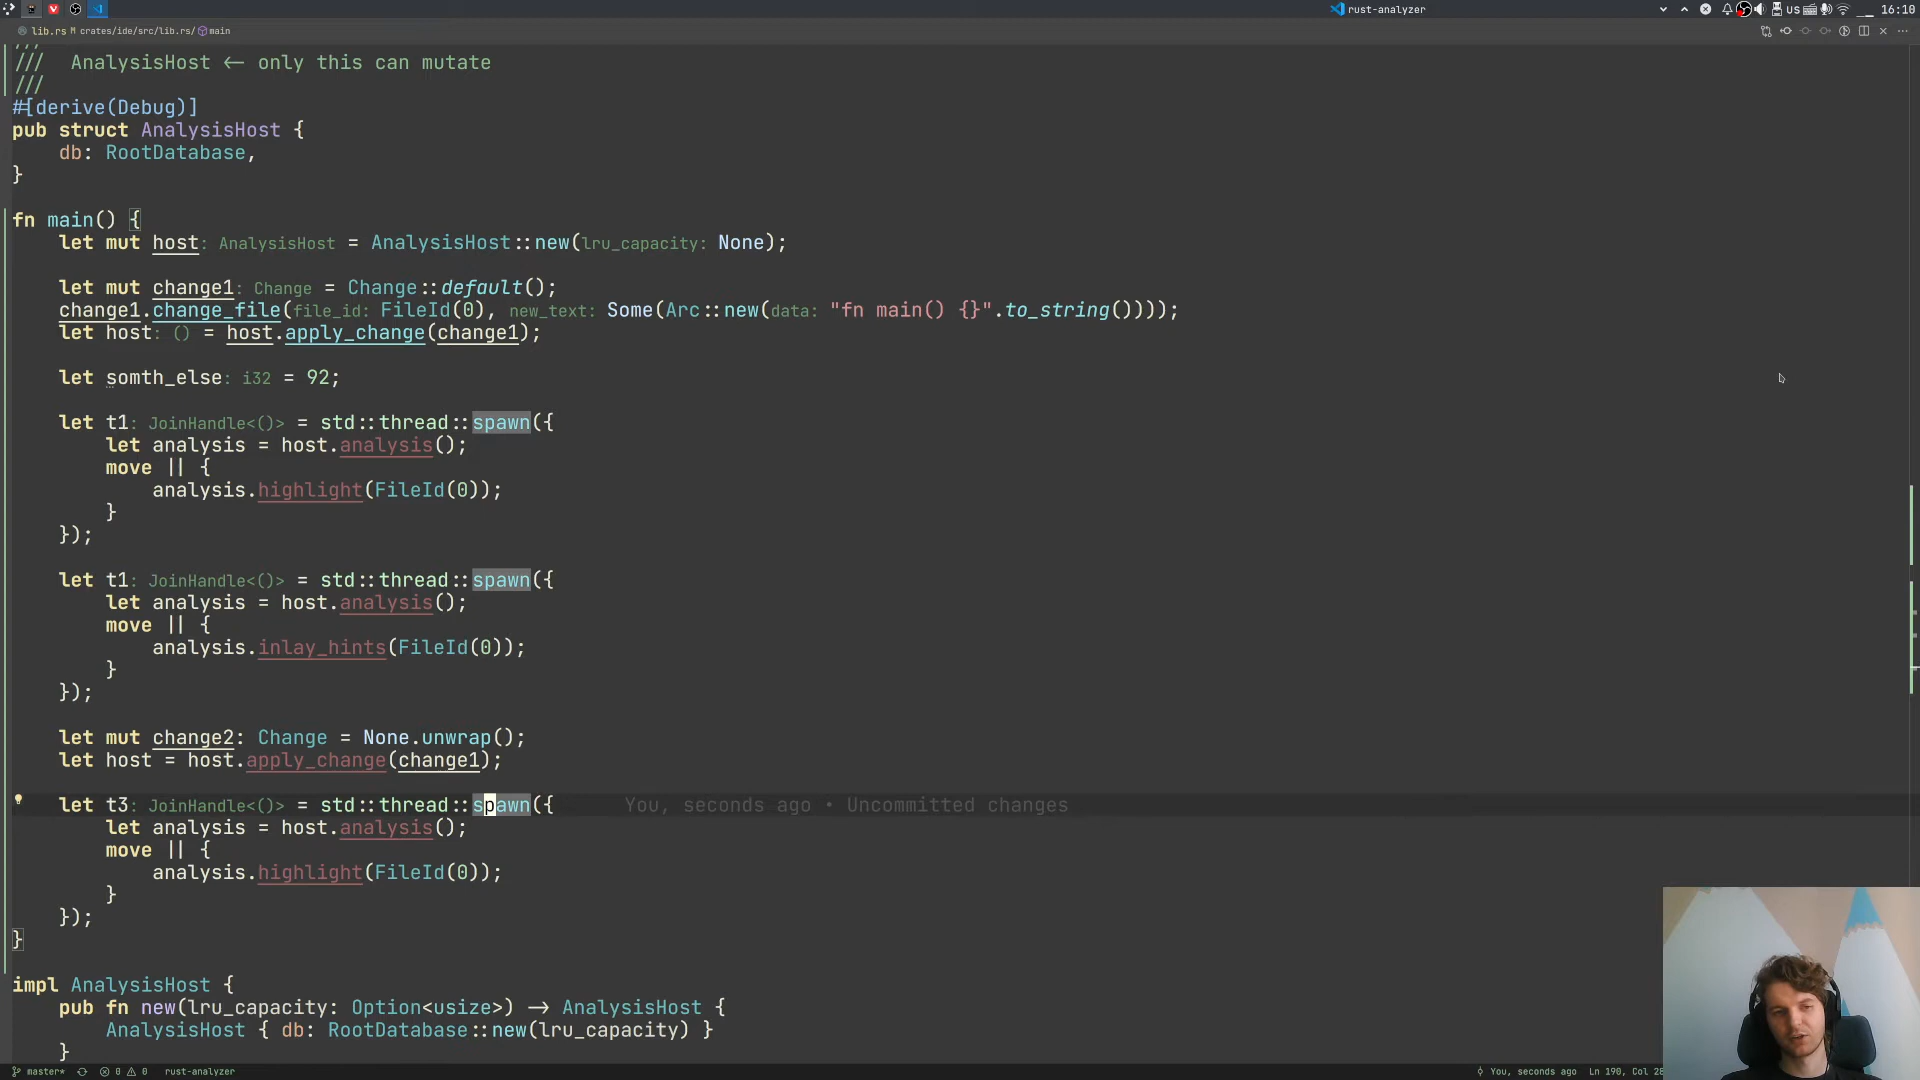 rust-analyzer
US
16:10
lib.rs M crates/ide/src/lib.rs/ main
///
///  AnalysisHost <- only this can mutate
///
#[derive(Debug)]
pub struct AnalysisHost {
    db: RootDatabase,
}
fn main() {
    let mut host: AnalysisHost = AnalysisHost::new(lru_capacity: None);
    let mut change1: Change = Change::default();
    change1.change_file(file_id: FileId(0), new_text: Some(Arc::new(data: "fn main() {}".to_string())));
    let host: () = host.apply_change(change1);
    let somth_else: i32 = 92;
    let t1: JoinHandle<()> = std::thread::spawn({
        let analysis = host.analysis();
        move || {
            analysis.highlight(FileId(0));
        }
    });
    let t1: JoinHandle<()> = std::thread::spawn({
        let analysis = host.analysis();
        move || {
            analysis.inlay_hints(FileId(0));
        }
    });
    let mut change2: Change = None.unwrap();
    let host = host.apply_change(change1);
    let t3: JoinHandle<()> = std::thread::spawn({ You, seconds ago • Uncommitted changes
        let analysis = host.analysis();
        move || {
            analysis.highlight(FileId(0));
        }
    });
}
impl AnalysisHost {
    pub fn new(lru_capacity: Option<usize>) -> AnalysisHost {
        AnalysisHost { db: RootDatabase::new(lru_capacity) }
    }
master* 0 0 rust-analyzer You, seconds ago Ln 190, Col 28